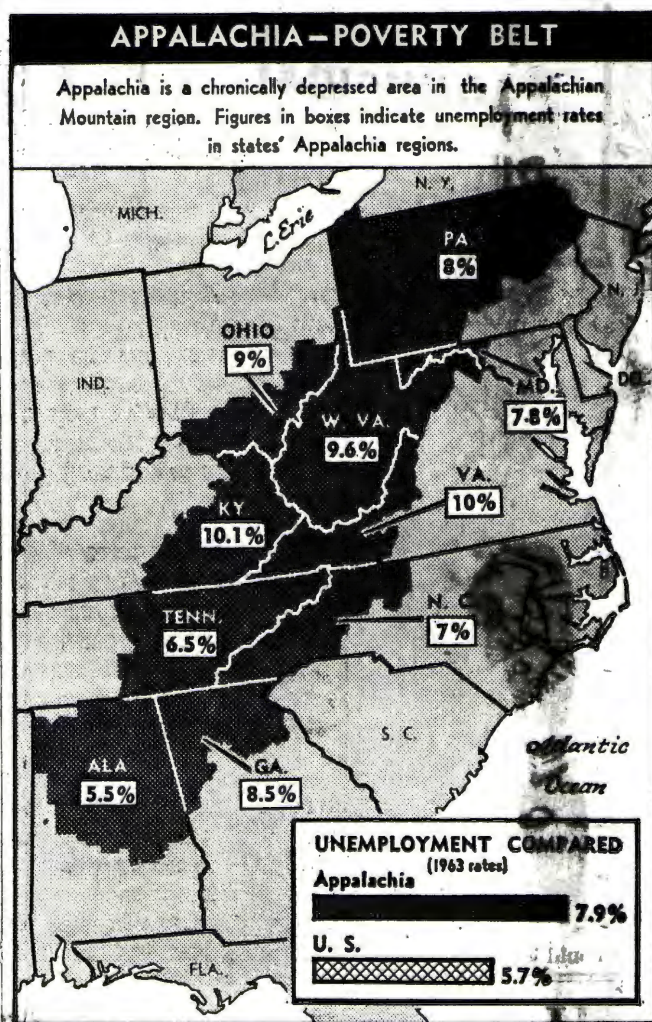 APPALACHIA—POVERTY BELT
Appalachia is a chronically depressed area in the Appalachian
Mountain region. Figures in boxes indicate unemployment rates
in states' Appalachia regions.
MICH.
L. Erie
N. Y.
PA.
8%
N.
OHIO
9%
IND.
MD.
7.8%
W. VA.
9.6%
VA.
10%
KY
10.1%
TENN.
6.5%
N. C.
7%
S. C.
Atlantic
Ocean
ALA
5.5%
GA.
8.5%
FLA.
UNEMPLOYMENT COMPARED
(1963 rates)
Appalachia
7.9%
U. S.
5.7%